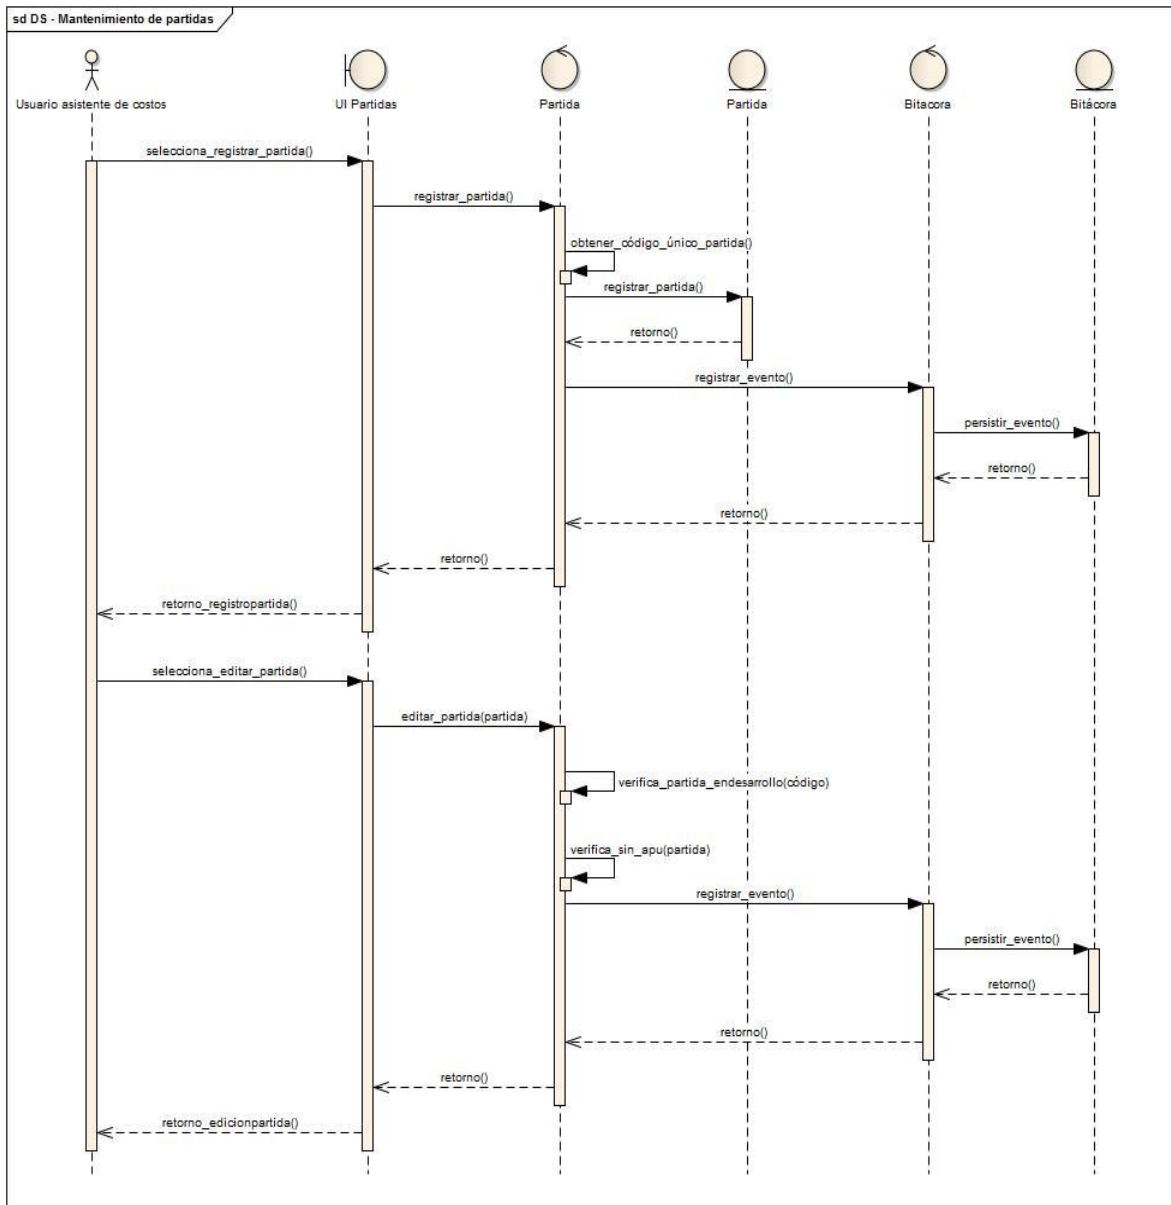 sd DS - Mantenimiento de partidas
Usuario asistente de costos
UI Partidas
Partida
Partida
Bitacora
Bitácora
selecciona_registrar_partida()
registrar_partida()
obtener_código_único_partida()
registrar_partida()
retorno()
registrar_evento()
persistir_evento()
retorno()
retorno()
retorno()
retorno_registropartida()
selecciona_editar_partida()
editar_partida(partida)
verifica_partida_endesarrollo(código)
verifica_sin_apu(partida)
registrar_evento()
persistir_evento()
retorno()
retorno()
retorno()
retorno_edicionpartida()